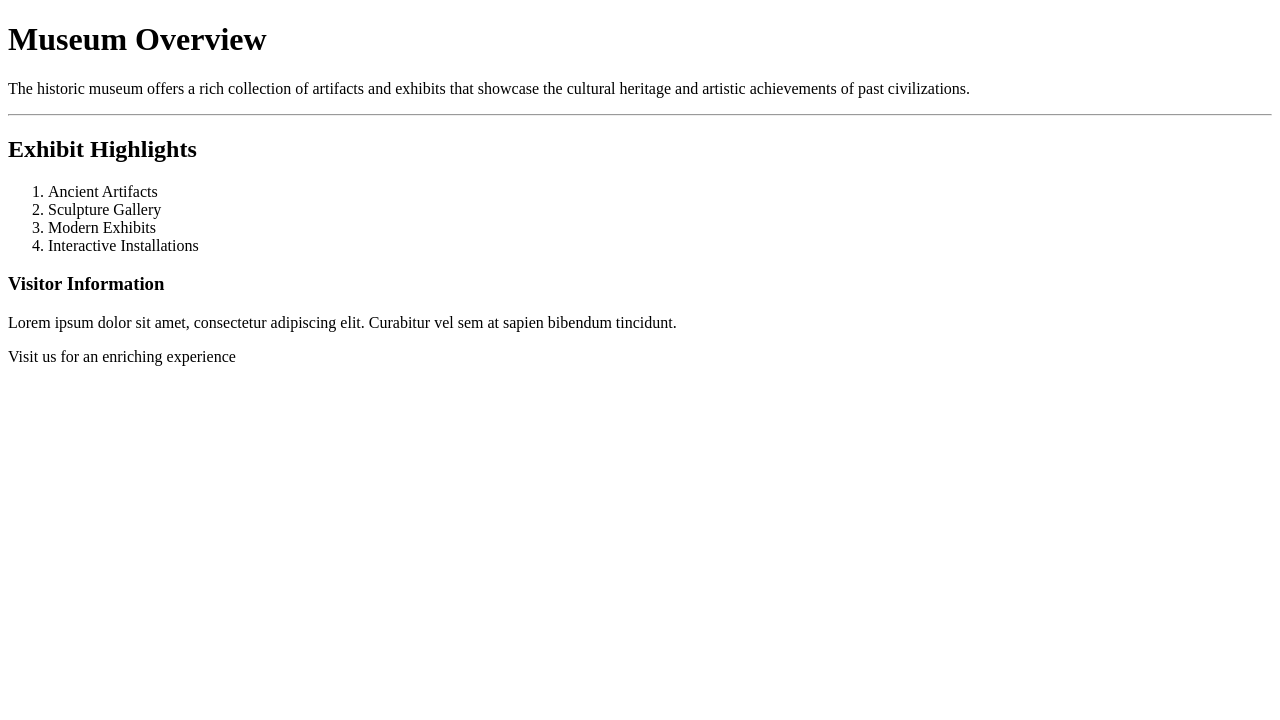 Museum Overview
The historic museum offers a rich collection of artifacts and exhibits that showcase the cultural heritage and artistic achievements of past civilizations.
Exhibit Highlights
1. Ancient Artifacts
2. Sculpture Gallery
3. Modern Exhibits
4. Interactive Installations
Visitor Information
Lorem ipsum dolor sit amet, consectetur adipiscing elit. Curabitur vel sem at sapien bibendum tincidunt.
Visit us for an enriching experience